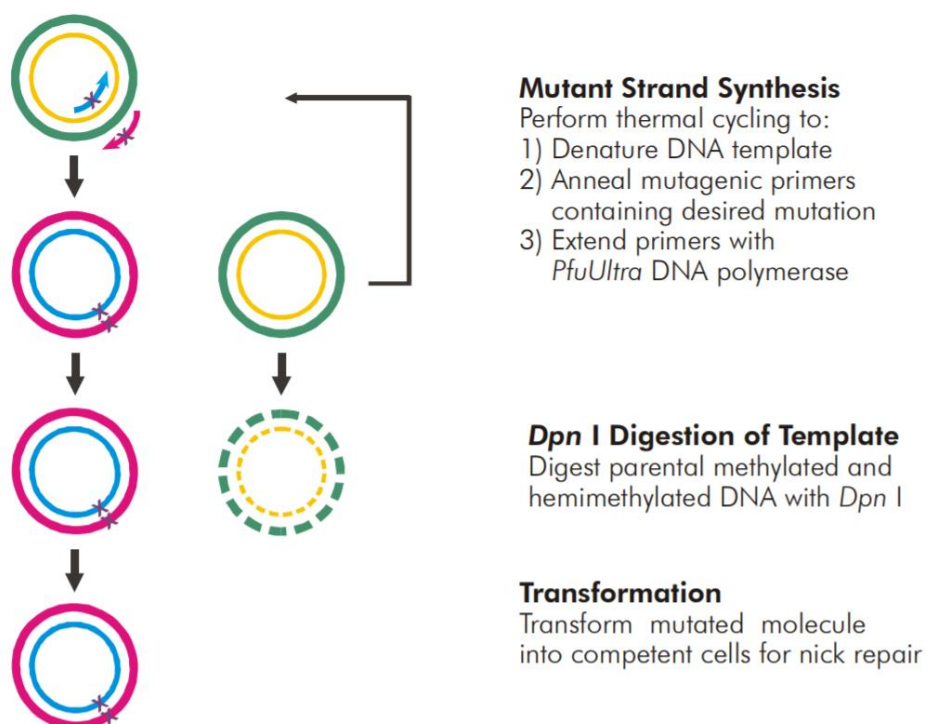 Mutant Strand Synthesis
Perform thermal cycling to:
1) Denature DNA template
2) Anneal mutagenic primers
containing desired mutation
3) Extend primers with
PfuUltra DNA polymerase
Dpn I Digestion of Template
Digest parental methylated and
hemimethylated DNA with Dpn I
Transformation
Transform mutated molecule
into competent cells for nick repair